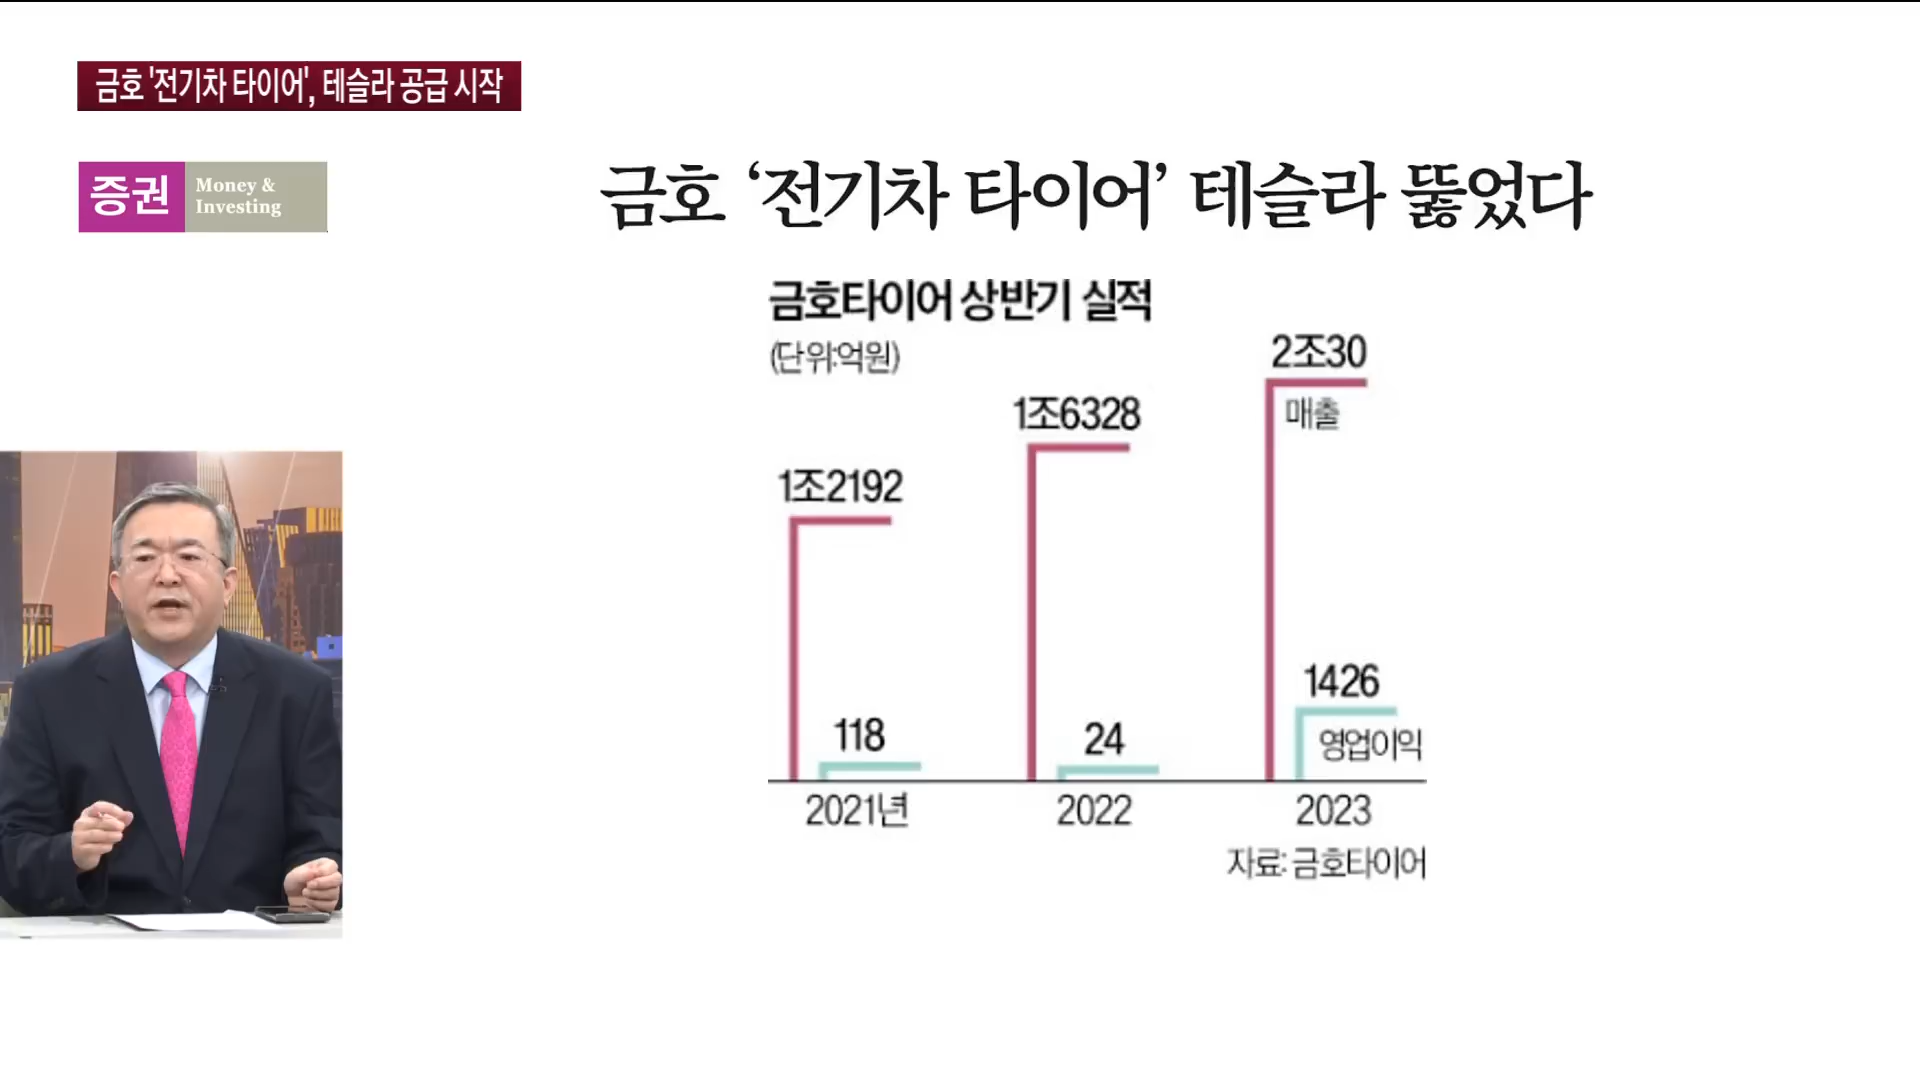 금호 '전기차 타이어', 테슬라 공급 시작
증권
Money &
Investing
금호 ‘전기차 타이어’ 테슬라 뚫었다
금호타이어 상반기 실적
(단위:억원)
1조2192
118
2021년
1조6328
24
2022
2조30
매출
1426
영업이익
2023
자료: 금호타이어